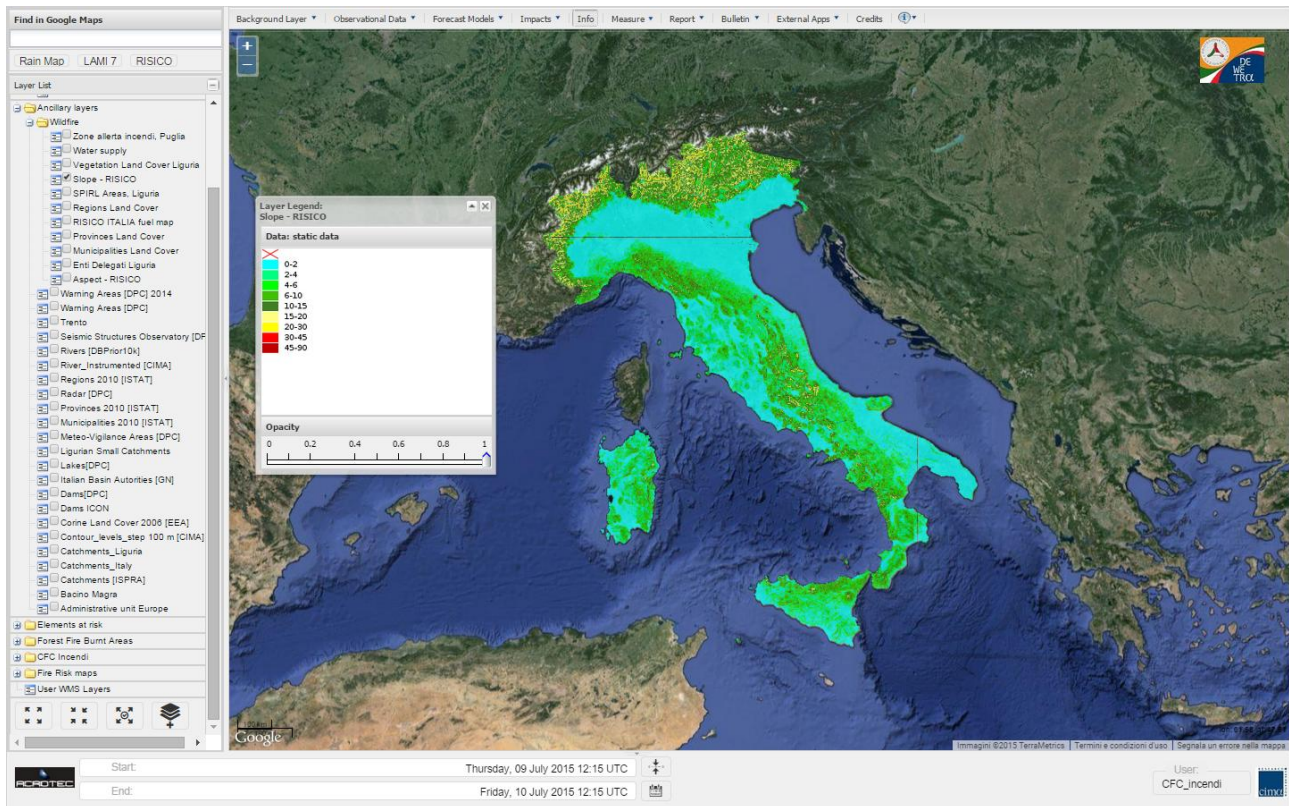 Find in Google Maps
Rain Map LAMI 7 RISICO
Layer List
Ancillary layers
Wildfire
Zone allerta incendi, Puglia
Water supply
Vegetation Land Cover Liguria
Slope - RISICO
SPIRL Areas, Liguria
Regions Land Cover
RISICO ITALIA fuel map
Provinces Land Cover
Municipalities Land Cover
Enti Delegati Liguria
Aspect - RISICO
Warning Areas [DPC] 2014
Warning Areas [DPC]
Trento
Seismic Structures Observatory [DF
Rivers [DBPrior10k]
River_Instrumented [CIMA]
Regions 2010 [ISTAT]
Radar [DPC]
Provinces 2010 [ISTAT]
Municipalities 2010 [ISTAT]
Meteo-Vigilance Areas [DPC]
Ligurian Small Catchments
Lakes[DPC]
Italian Basin Autorities [GN]
Dams[DPC]
Dams ICON
Corine Land Cover 2006 [EEA]
Contour_levels_step 100 m [CIMA]
Catchments_Liguria
Catchments_Italy
Catchments [ISPRA]
Bacino Magra
Administrative unit Europe
Elements at risk
Forest Fire Burnt Areas
CFC Incendi
Fire Risk maps
User WMS Layers
Background Layer Observational Data Forecast Models Impacts Info Measure Report Bulletin External Apps Credits
DE
WE
TRα
Layer Legend:
Slope - RISICO
Data: static data
0-2
2-4
4-6
6-10
10-15
15-20
20-30
30-45
45-90
Opacity
0 0.2 0.4 0.6 0.8 1
Google
Immagini ©2015 TerraMetrics Termini e condizioni d'uso Segnala un errore nella mappa
ACROTEC
Start: Thursday, 09 July 2015 12:15 UTC
End: Friday, 10 July 2015 12:15 UTC
User:
CFC_incendi
cima